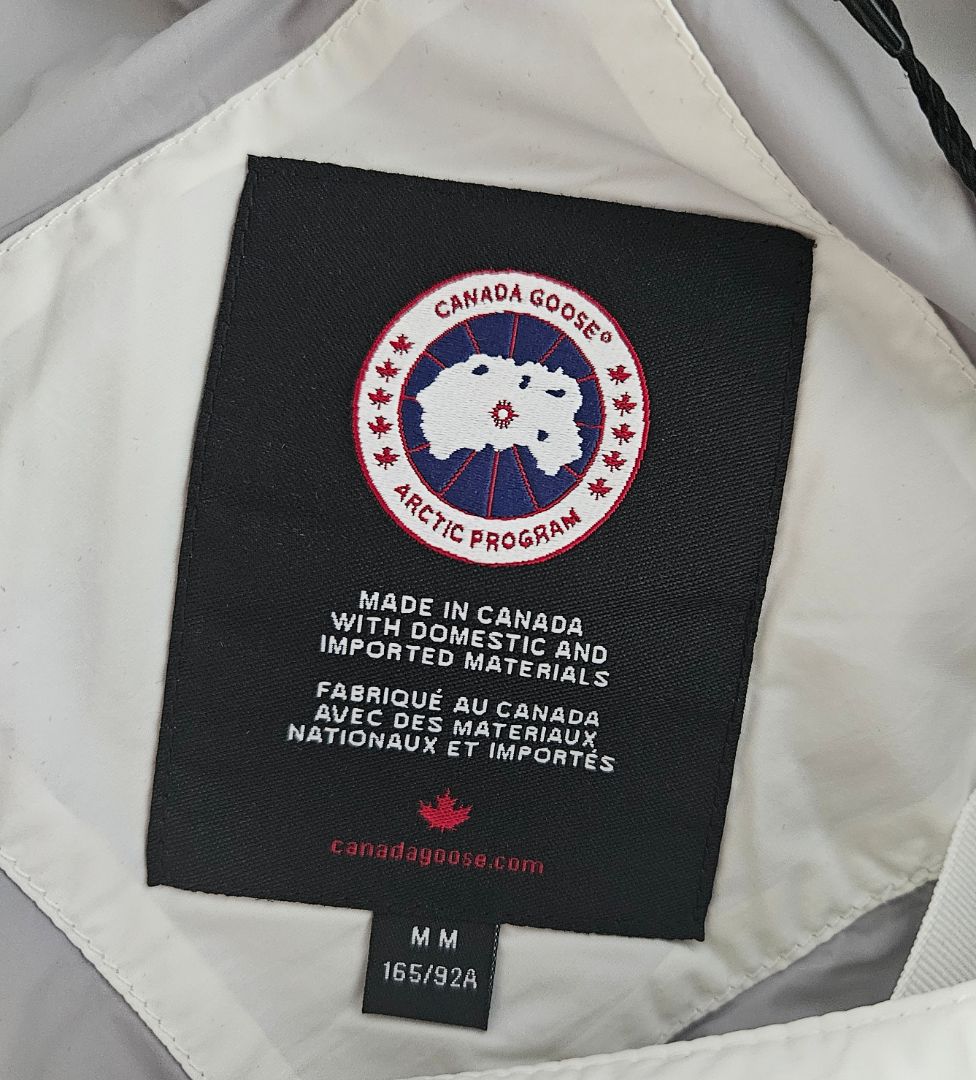 CANADA GOOSE®
ARCTIC PROGRAM
MADE IN CANADA
WITH DOMESTIC AND
IMPORTED MATERIALS
FABRIQUÉ AU CANADA
AVEC DES MATERIAUX
NATIONAUX ET IMPORTÉS
canadagoose.com
M M
165/92A